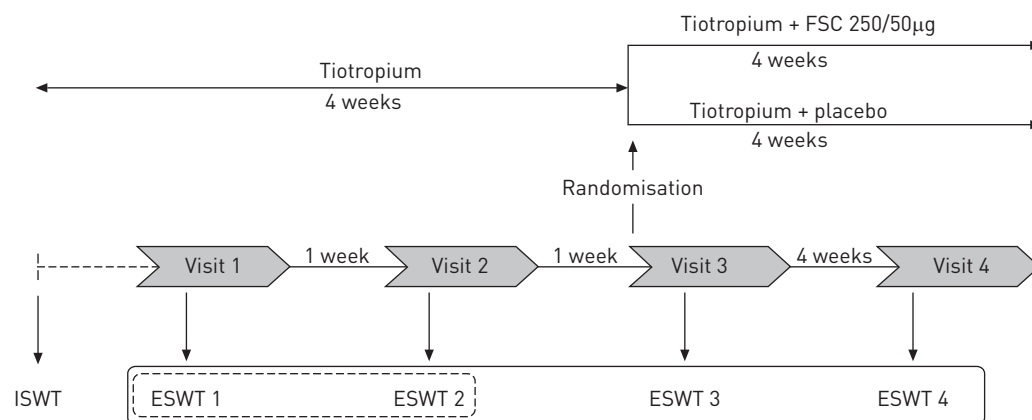 Tiotropium + FSC 250/50µg
4 weeks
Tiotropium
4 weeks
Tiotropium + placebo
4 weeks
Randomisation
Visit 1 1 week Visit 2 1 week Visit 3 4 weeks Visit 4
ISWT ESWT 1 ESWT 2 ESWT 3 ESWT 4